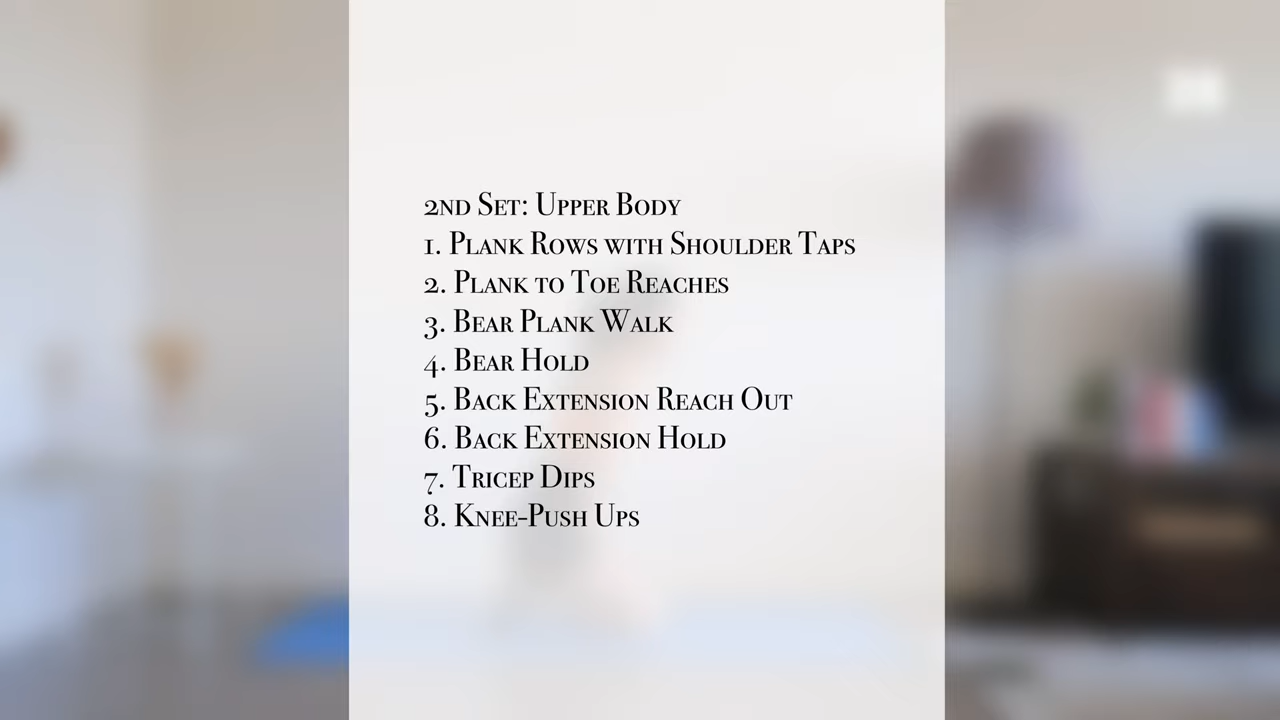 2nd Set: Upper Body
1. Plank Rows with Shoulder Taps
2. Plank to Toe Reaches
3. Bear Plank Walk
4. Bear Hold
5. Back Extension Reach Out
6. Back Extension Hold
7. Tricep Dips
8. Knee-Push Ups